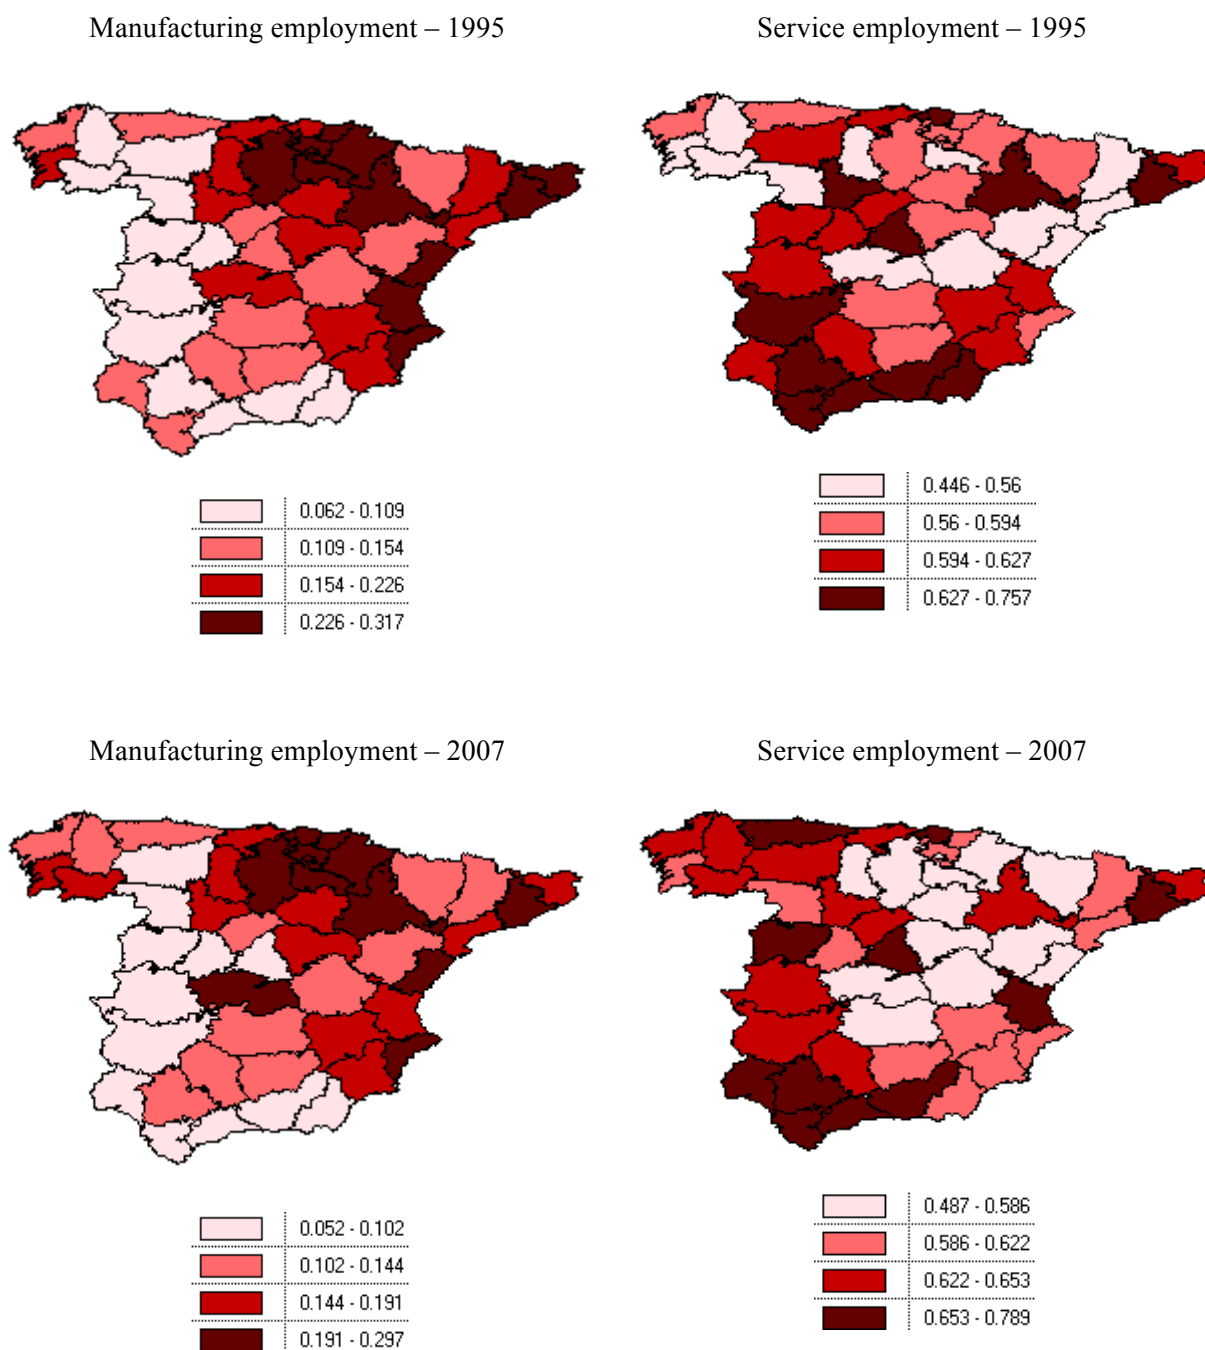 Manufacturing employment – 1995
Service employment – 1995
0.062 - 0.109
0.109 - 0.154
0.154 - 0.226
0.226 - 0.317
0.446 - 0.56
0.56 - 0.594
0.594 - 0.627
0.627 - 0.757
Manufacturing employment – 2007
Service employment – 2007
0.052 - 0.102
0.102 - 0.144
0.144 - 0.191
0.191 - 0.297
0.487 - 0.586
0.586 - 0.622
0.622 - 0.653
0.653 - 0.789